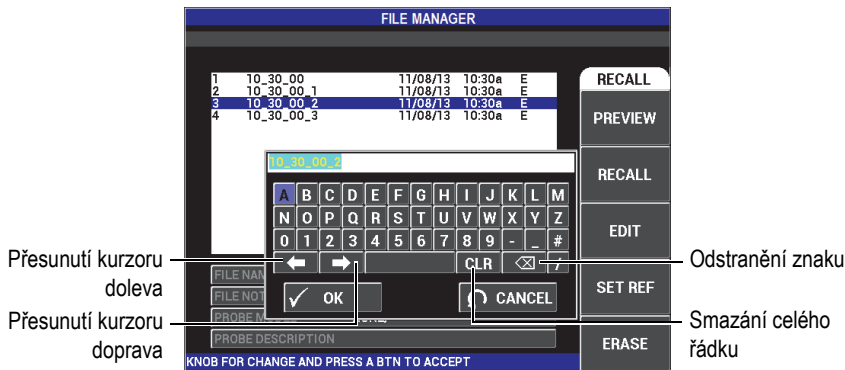 FILE MANAGER
1 10_30_00 11/08/13 10:30a E
2 10_30_00_1 11/08/13 10:30a E
3 10_30_00_2 11/08/13 10:30a E
4 10_30_00_3 11/08/13 10:30a E
RECALL
PREVIEW
RECALL
EDIT
SET REF
ERASE
10_30_00_2
A B C D E F G H I J K L M
N O P Q R S T U V W X Y Z
0 1 2 3 4 5 6 7 8 9 - _ #
CLR /
OK CANCEL
FILE NAM
FILE NOT
PROBE
PROBE DESCRIPTION
KNOB FOR CHANGE AND PRESS A BTN TO ACCEPT
Přesunutí kurzoru
doleva
Přesunutí kurzoru
doprava
Odstranění znaku
Smazání celého
řádku